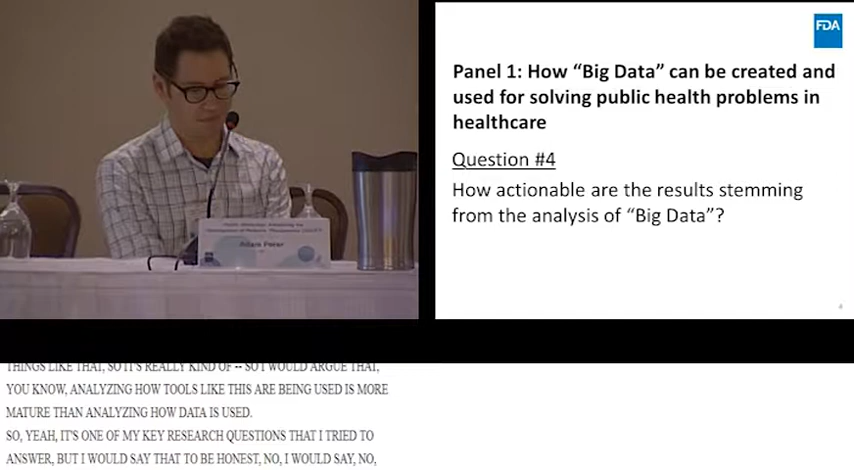 FDA
Panel 1: How “Big Data” can be created and
used for solving public health problems in
healthcare
Question #4
How actionable are the results stemming
from the analysis of “Big Data”?
4
Adam Perer
THINGS LIKE THAT, SO IT'S REALLY KIND OF -- SO I WOULD ARGUE THAT,
YOU KNOW, ANALYZING HOW TOOLS LIKE THIS ARE BEING USED IS MORE
MATURE THAN ANALYZING HOW DATA IS USED.
SO, YEAH, IT'S ONE OF MY KEY RESEARCH QUESTIONS THAT I TRIED TO
ANSWER, BUT I WOULD SAY THAT TO BE HONEST, NO, I WOULD SAY, NO,